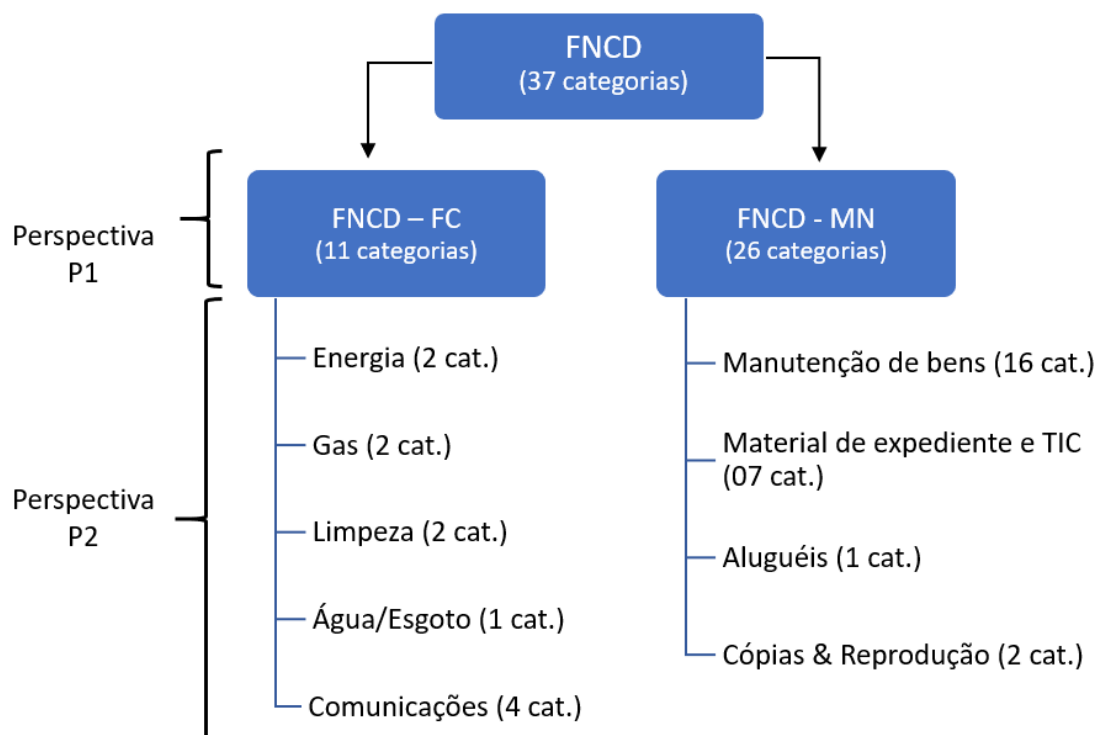 FNCD
(37 categorias)
Perspectiva
P1
FNCD – FC
(11 categorias)
FNCD - MN
(26 categorias)
Perspectiva
P2
Energia (2 cat.)
Gas (2 cat.)
Limpeza (2 cat.)
Água/Esgoto (1 cat.)
Comunicações (4 cat.)
Manutenção de bens (16 cat.)
Material de expediente e TIC
(07 cat.)
Aluguéis (1 cat.)
Cópias & Reprodução (2 cat.)